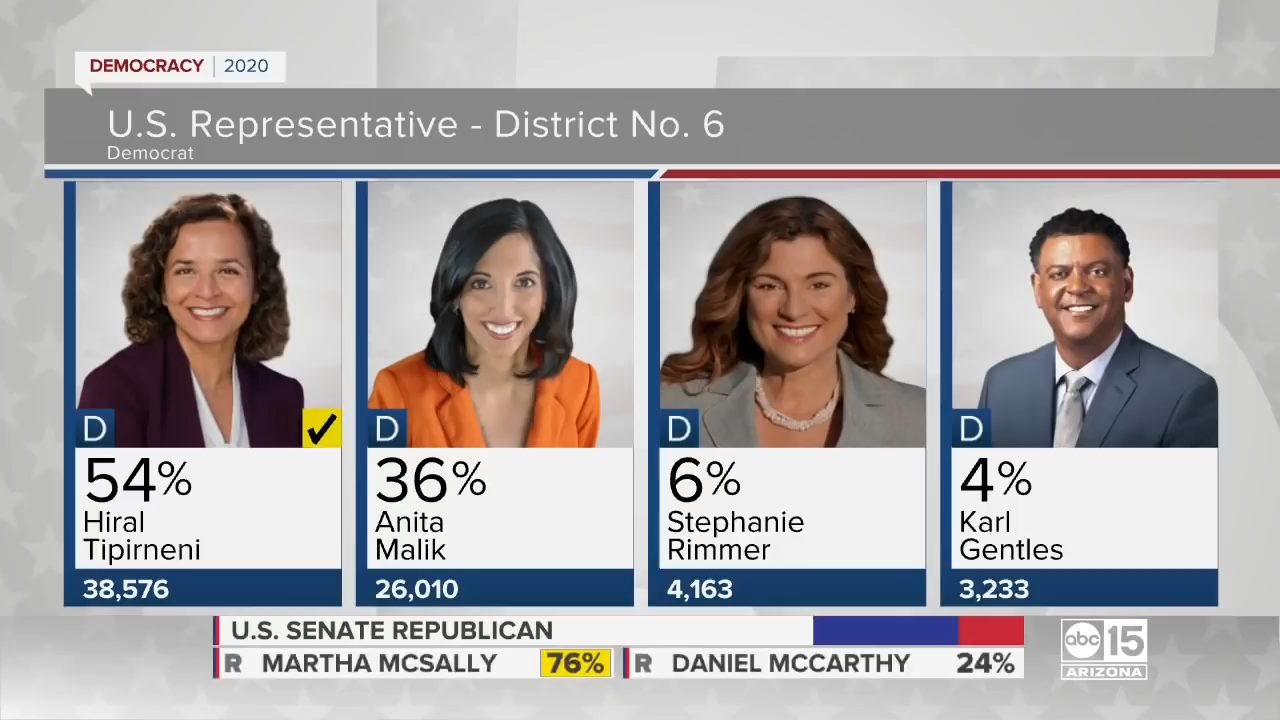 DEMOCRACY | 2020
U.S. Representative - District No. 6
Democrat
D
54%
Hiral
Tipirneni
38,576
D
36%
Anita
Malik
26,010
D
6%
Stephanie
Rimmer
4,163
D
4%
Karl
Gentles
3,233
U.S. SENATE REPUBLICAN
R MARTHA MCSALLY 76% R DANIEL MCCARTHY 24%
abc 15
ARIZONA